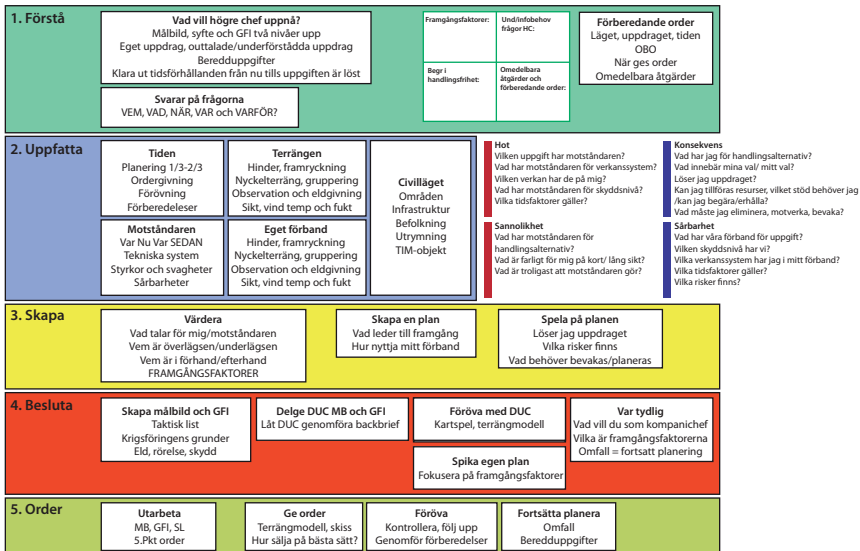 1. Förstå
Vad vill högre chef uppnå?
Målbild, syfte och GFI två nivåer upp
Eget uppdrag, outtalade/underförstådda uppdrag
Beredduppgifter
Klara ut tidsförhållanden från nu tills uppgiften är löst
Svarar på frågorna
VEM, VAD, NÄR, VAR och VARFÖR?
Framgångsfaktorer:
Und/infobehov
frågor HC:
Begr i
handlingsfrihet:
Omedelbara
åtgärder och
förberedande order:
Förberedande order
Läget, uppdraget, tiden
OBO
När ges order
Omedelbara åtgärder
2. Uppfatta
Tiden
Planering 1/3-2/3
Ordergivning
Förövning
Förberedeleser
Terrängen
Hinder, framryckning
Nyckelterräng, gruppering
Observation och eldgivning
Sikt, vind temp och fukt
Motståndaren
Var Nu Var SEDAN
Tekniska system
Styrkor och svagheter
Sårbarheter
Eget förband
Hinder, framryckning
Nyckelterräng, gruppering
Observation och eldgivning
Sikt, vind temp och fukt
Civilläget
Områden
Infrastruktur
Befolkning
Utrymning
TIM-objekt
Hot
Vilken uppgift har motståndaren?
Vad har motståndaren för verkanssystem?
Vilken verkan har de på mig?
Vad har motståndaren för skyddsnivå?
Vilka tidsfaktorer gäller?
Sannolikhet
Vad har motståndaren för
handlingsalternativ?
Vad är farligt för mig på kort/ lång sikt?
Vad är troligast att motståndaren gör?
Konsekvens
Vad har jag för handlingsalternativ?
Vad innebär mina val/ mitt val?
Löser jag uppdraget?
Kan jag tillföras resurser, vilket stöd behöver jag
/kan jag begära/erhålla?
Vad måste jag eliminera, motverka, bevaka?
Sårbarhet
Vad har våra förband för uppgift?
Vilken skyddsnivå har vi?
Vilka verkanssystem har jag i mitt förband?
Vilka tidsfaktorer gäller?
Vilka risker finns?
3. Skapa
Värdera
Vad talar för mig/motståndaren
Vem är överlägsen/underlägsen
Vem är i förhand/efterhand
FRAMGÅNGSFAKTORER
Skapa en plan
Vad leder till framgång
Hur nyttja mitt förband
Spela på planen
Löser jag uppdraget
Vilka risker finns
Vad behöver bevakas/planeras
4. Besluta
Skapa målbild och GFI
Taktisk list
Krigsföringens grunder
Eld, rörelse, skydd
Delge DUC MB och GFI
Låt DUC genomföra backbrief
Föröva med DUC
Kartspel, terrängmodell
Spika egen plan
Fokusera på framgångsfaktorer
Var tydlig
Vad vill du som kompanichef
Vilka är framgångsfaktorerna
Omfall = fortsatt planering
5. Order
Utarbeta
MB, GFI, SL
5.Pkt order
Ge order
Terrängmodell, skiss
Hur sälja på bästa sätt?
Föröva
Kontrollera, följ upp
Genomför förberedelser
Fortsätta planera
Omfall
Beredduppgifter